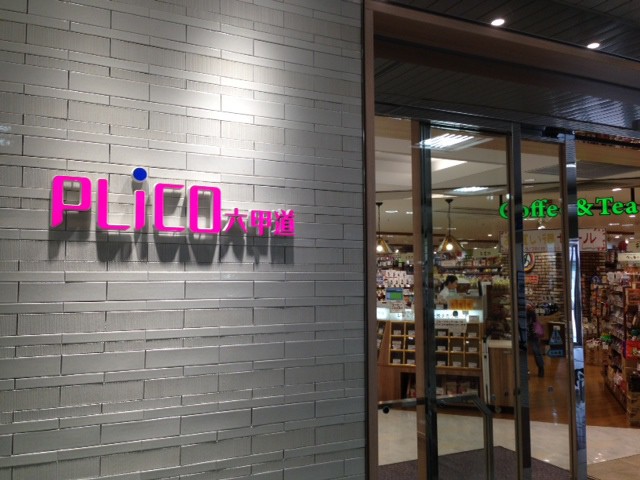 PLiCO六甲道
Coffee & Tea